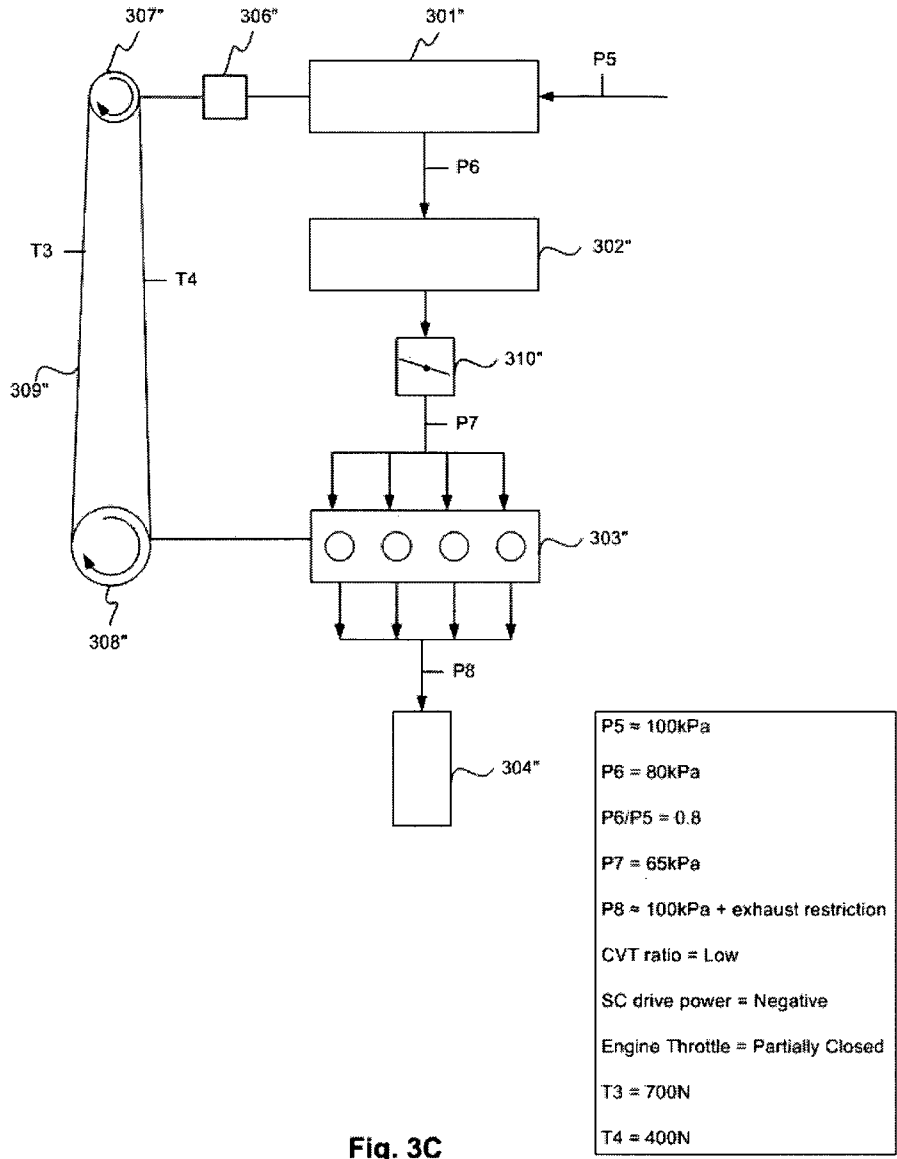 307"
306"
301"
P5
P6
T3
T4
302"
310"
309"
P7
303"
308"
P8
304"
P5 ≈ 100kPa
P6 = 80kPa
P6/P5 = 0.8
P7 = 65kPa
P8 ≈ 100kPa + exhaust restriction
CVT ratio = Low
SC drive power = Negative
Engine Throttle = Partially Closed
T3 = 700N
T4 = 400N
Fig. 3C